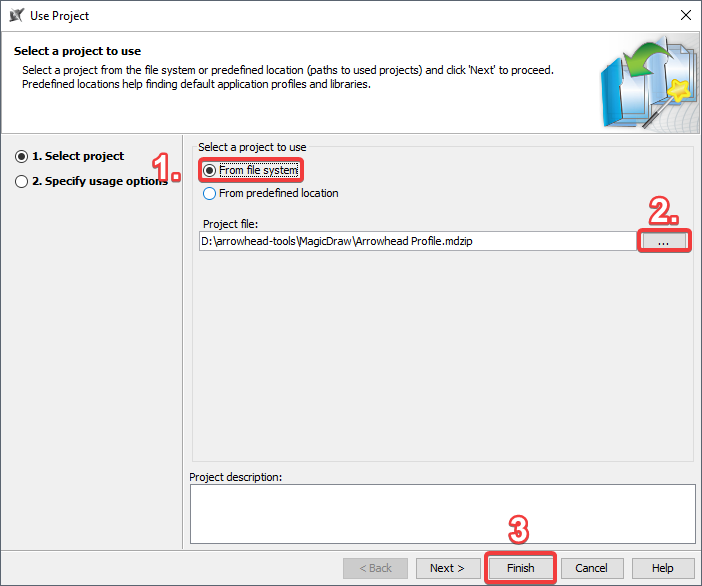 Use Project
Select a project to use
Select a project from the file system or predefined location (paths to used projects) and click 'Next' to proceed.
Predefined locations help finding default application profiles and libraries.
1. Select project
2. Specify usage options
1.
Select a project to use
From file system
From predefined location
2.
Project file:
D:\arrowhead-tools\MagicDraw\Arrowhead Profile.mdzip
...
Project description:
3
< Back
Next >
Finish
Cancel
Help